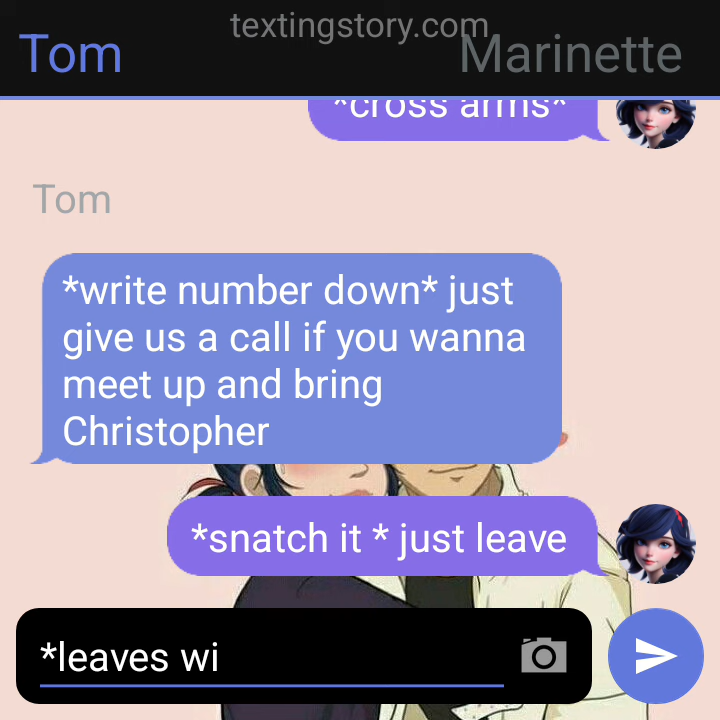 textingstory.com
Tom Marinette
*cross arms*
Tom
*write number down* just
give us a call if you wanna
meet up and bring
Christopher
*snatch it * just leave
*leaves wi